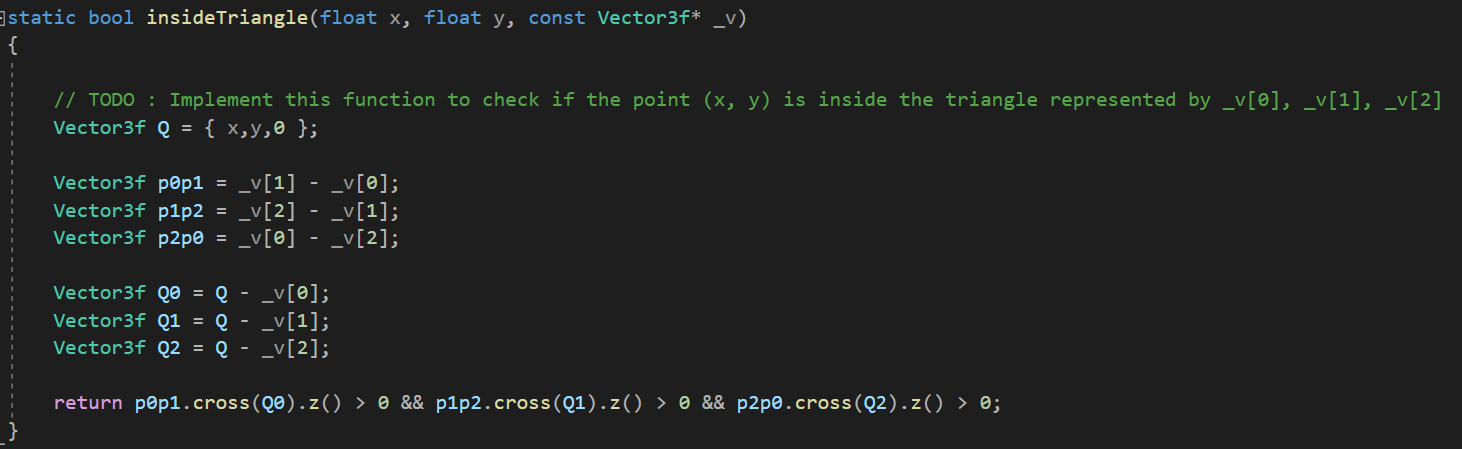 static bool insideTriangle(float x, float y, const Vector3f* _v)
{
// TODO : Implement this function to check if the point (x, y) is inside the triangle represented by _v[0], _v[1], _v[2]
Vector3f Q = { x,y,0 };
Vector3f p0p1 = _v[1] - _v[0];
Vector3f p1p2 = _v[2] - _v[1];
Vector3f p2p0 = _v[0] - _v[2];
Vector3f Q0 = Q - _v[0];
Vector3f Q1 = Q - _v[1];
Vector3f Q2 = Q - _v[2];
return p0p1.cross(Q0).z() > 0 && p1p2.cross(Q1).z() > 0 && p2p0.cross(Q2).z() > 0;
}